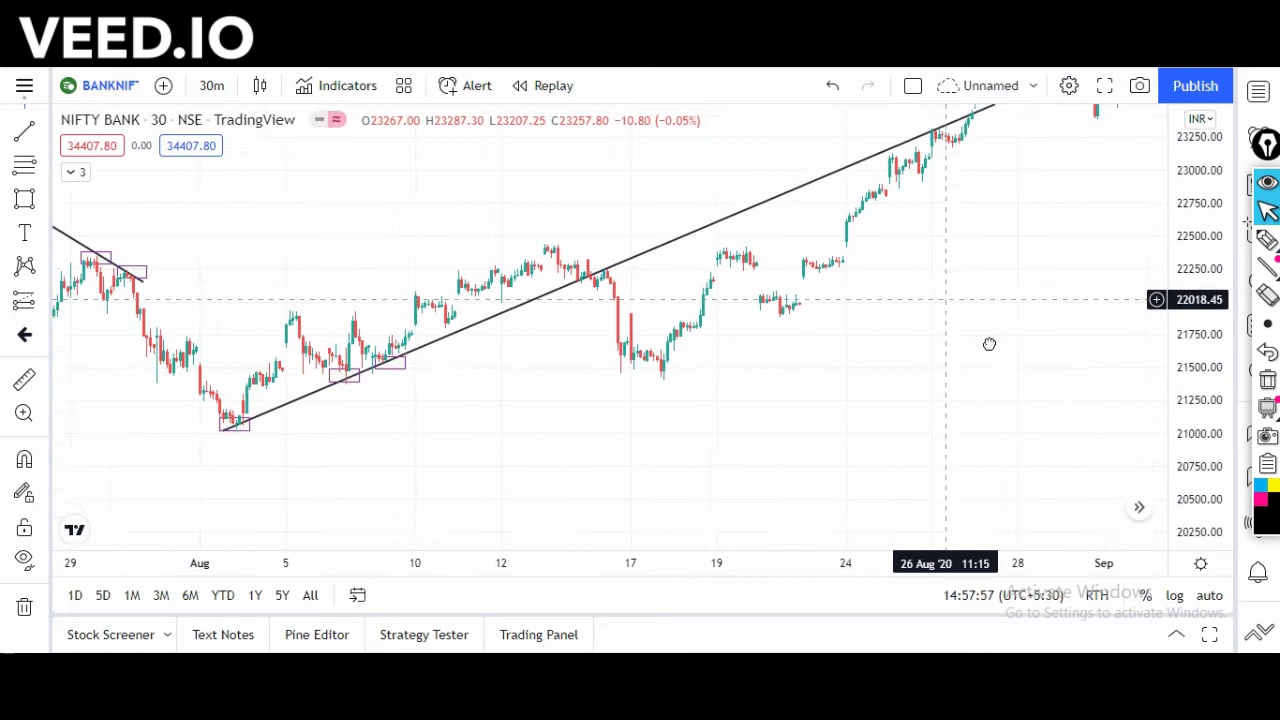 VEED.IO
BANKNIFT 30m Indicators Alert Replay Unnamed Publish
NIFTY BANK · 30 · NSE · TradingView O23267.00 H23287.30 L23207.25 C23257.80 −10.80 (−0.05%) INR
34407.80 0.00 34407.80
3
23250.00
23000.00
22750.00
22500.00
22250.00
22018.45
21750.00
21500.00
21250.00
21000.00
20750.00
20500.00
20250.00
29 Aug 5 10 12 17 19 24 26 Aug '20 11:15 28 Sep
1D 5D 1M 3M 6M YTD 1Y 5Y All 14:57:57 (UTC+5:30) RTH % log auto
Activate Windows
Go to Settings to activate Windows.
Stock Screener Text Notes Pine Editor Strategy Tester Trading Panel